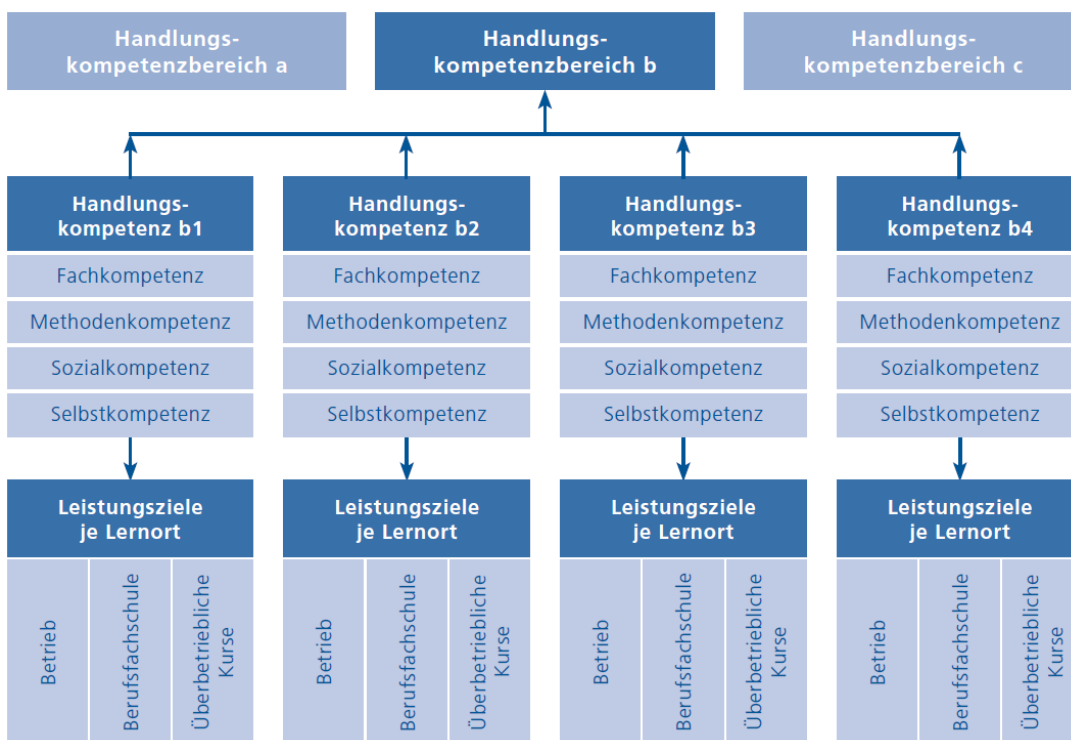 Handlungs-
kompetenzbereich a
Handlungs-
kompetenzbereich b
Handlungs-
kompetenzbereich c
Handlungs-
kompetenz b1
Fachkompetenz
Methodenkompetenz
Sozialkompetenz
Selbstkompetenz
Leistungsziele
je Lernort
Betrieb
Berufsfachschule
Überbetriebliche
Kurse
Handlungs-
kompetenz b2
Fachkompetenz
Methodenkompetenz
Sozialkompetenz
Selbstkompetenz
Leistungsziele
je Lernort
Betrieb
Berufsfachschule
Überbetriebliche
Kurse
Handlungs-
kompetenz b3
Fachkompetenz
Methodenkompetenz
Sozialkompetenz
Selbstkompetenz
Leistungsziele
je Lernort
Betrieb
Berufsfachschule
Überbetriebliche
Kurse
Handlungs-
kompetenz b4
Fachkompetenz
Methodenkompetenz
Sozialkompetenz
Selbstkompetenz
Leistungsziele
je Lernort
Betrieb
Berufsfachschule
Überbetriebliche
Kurse